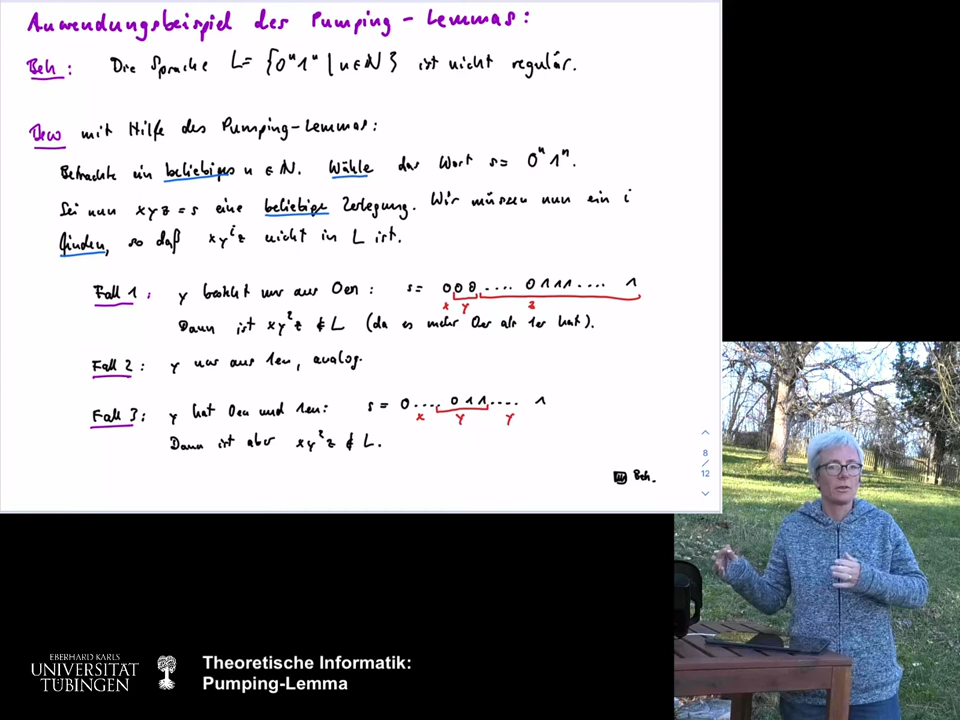 Anwendungsbeispiel des Pumping-Lemmas:
Beh: Die Sprache L= {0ⁿ1ⁿ | n∈ℕ} ist nicht regulär.
Bew mit Hilfe des Pumping-Lemmas:
Betrachte ein beliebiges n ∈ ℕ. Wähle das Wort s= 0ⁿ1ⁿ.
Sei nun xyz = s eine beliebige Zerlegung. Wir müssen nun ein i
finden, so daß xyⁱz nicht in L ist.
Fall 1: y besteht nur aus 0en: s= 000.... 0111.... 1
x y z
Dann ist xy²z ∉ L (da es mehr 0er als 1er hat).
Fall 2: y nur aus 1en, analog.
Fall 3: y hat 0en und 1en: s= 0.... 011.... 1
x y y
Dann ist aber xy²z ∉ L.
Beh.
8
/
12
EBERHARD KARLS
UNIVERSITÄT
TÜBINGEN
Theoretische Informatik:
Pumping-Lemma